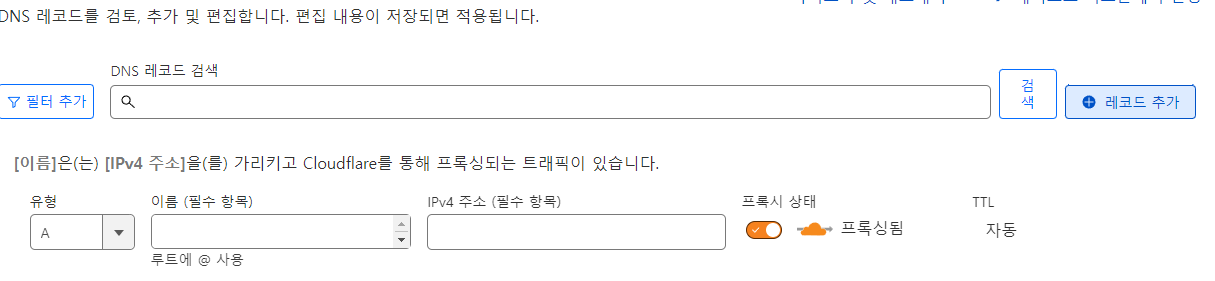 DNS 레코드를 검토, 추가 및 편집합니다. 편집 내용이 저장되면 적용됩니다.
DNS 레코드 검색
필터 추가
검
색
레코드 추가
[이름]은(는) [IPv4 주소]을(를) 가리키고 Cloudflare를 통해 프록싱되는 트래픽이 있습니다.
유형
이름 (필수 항목)
IPv4 주소 (필수 항목)
프록시 상태
TTL
A
프록싱됨
자동
루트에 @ 사용